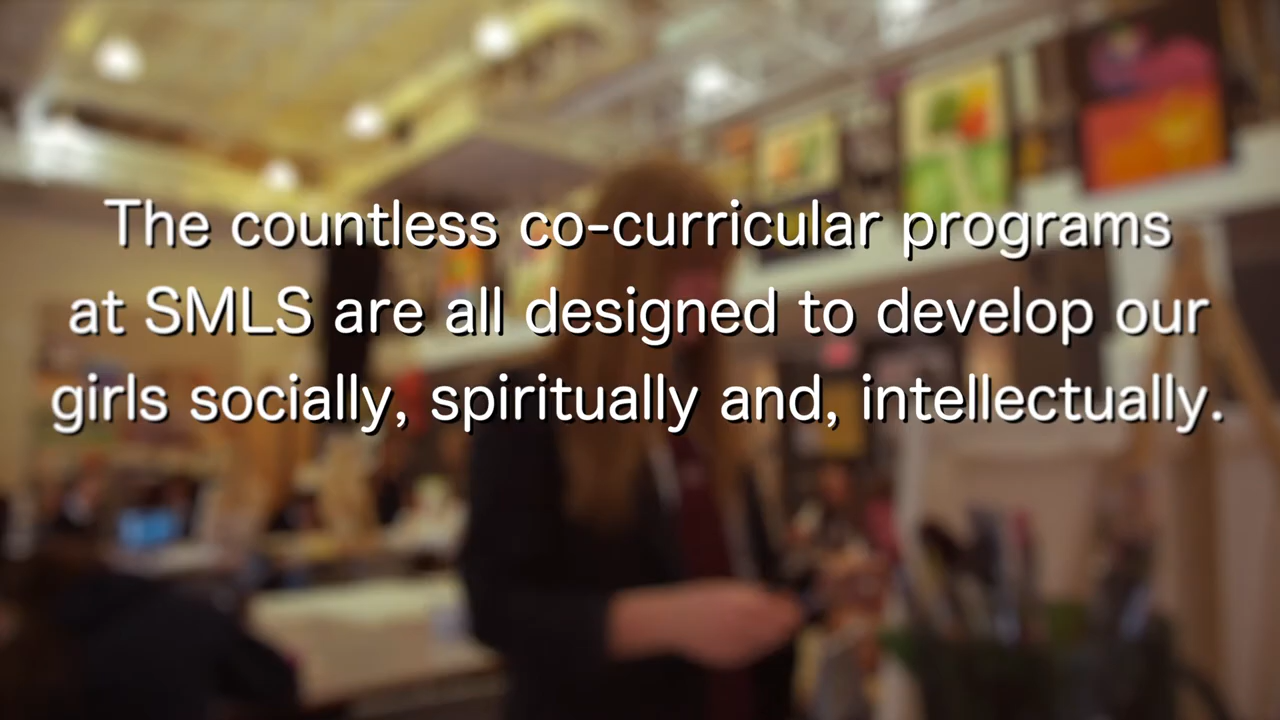 The countless co-curricular programs
at SMLS are all designed to develop our
girls socially, spiritually and, intellectually.